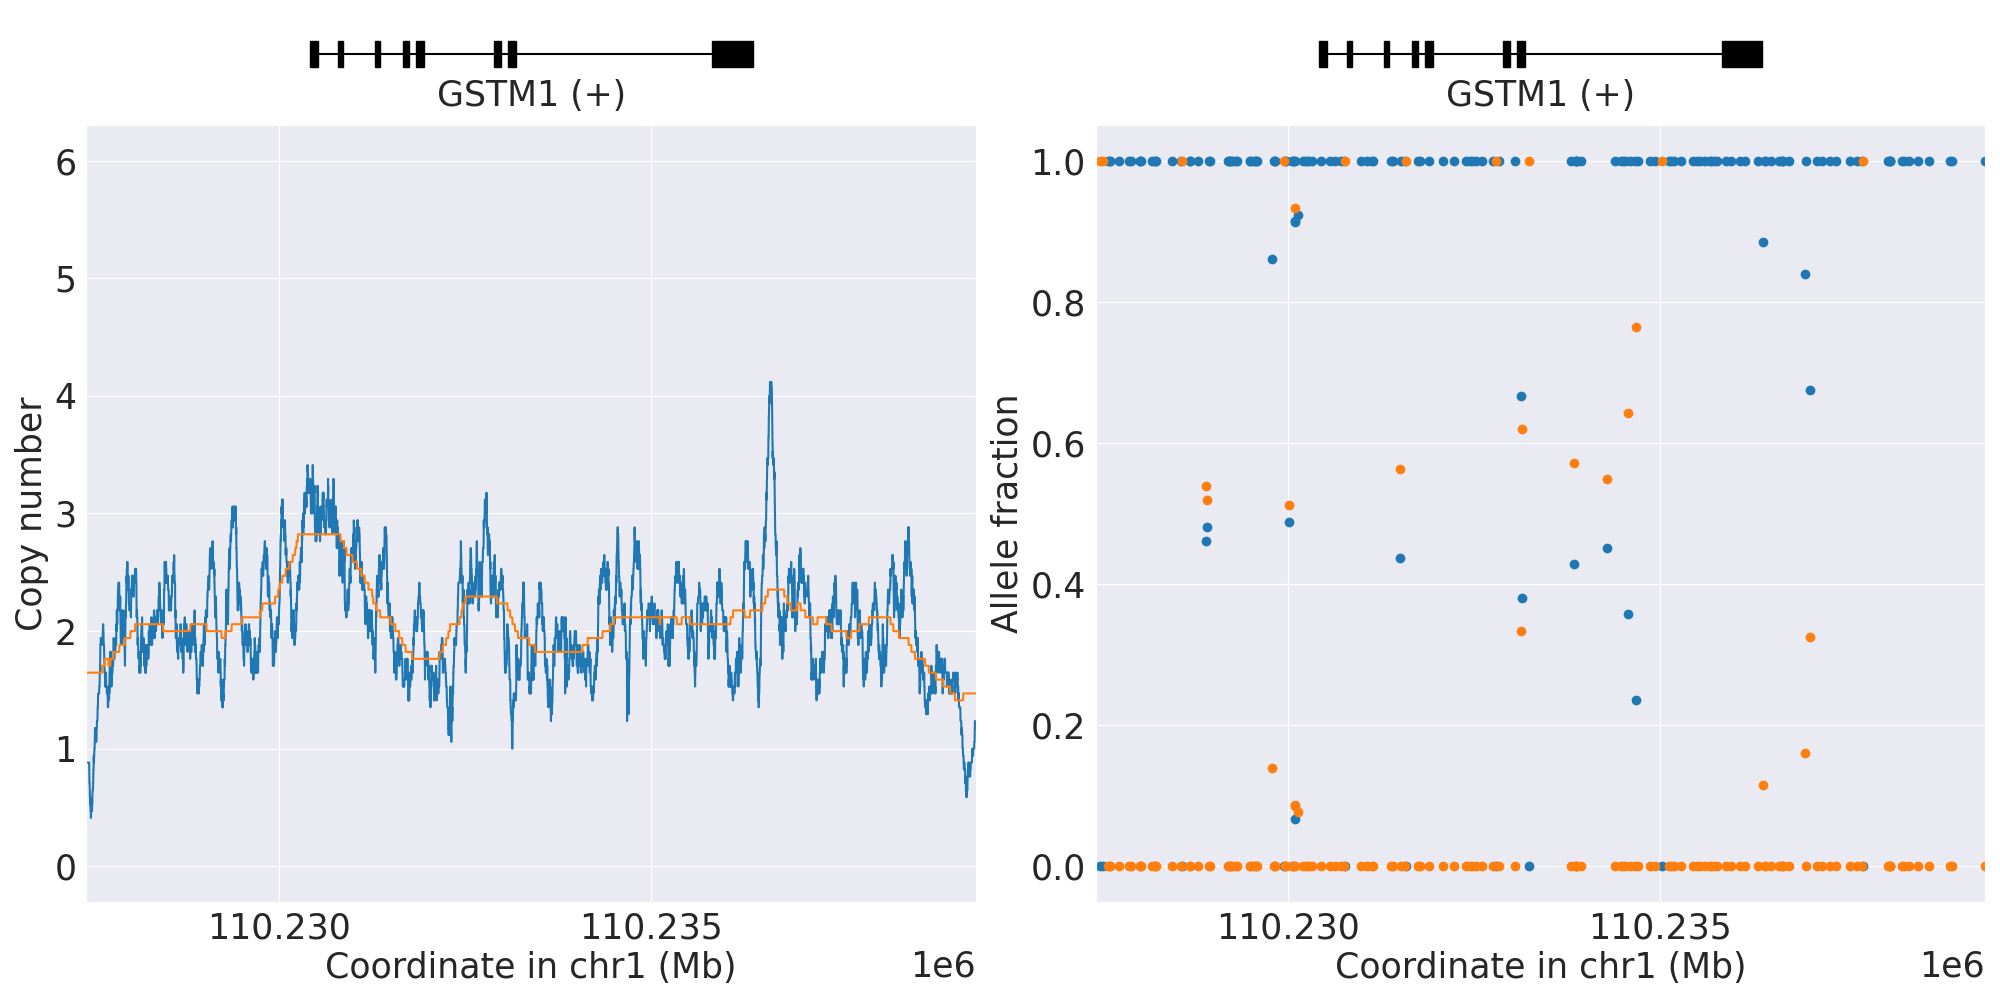 GSTM1 (+)
6
5
4
3
2
1
0
Copy number
110.230
110.235
Coordinate in chr1 (Mb)
1e6
GSTM1 (+)
1.0
0.8
0.6
0.4
0.2
0.0
Allele fraction
110.230
110.235
Coordinate in chr1 (Mb)
1e6